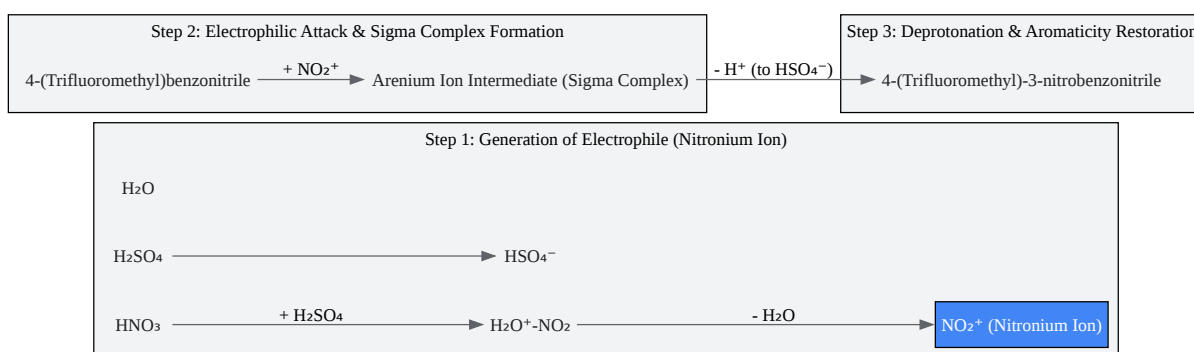 Step 2: Electrophilic Attack & Sigma Complex Formation
4-(Trifluoromethyl)benzonitrile
+ NO₂⁺
Arenium Ion Intermediate (Sigma Complex)
- H⁺ (to HSO₄⁻)
Step 3: Deprotonation & Aromaticity Restoration
4-(Trifluoromethyl)-3-nitrobenzonitrile
Step 1: Generation of Electrophile (Nitronium Ion)
H₂O
H₂SO₄
HSO₄⁻
HNO₃
+ H₂SO₄
H₂O⁺-NO₂
- H₂O
NO₂⁺ (Nitronium Ion)